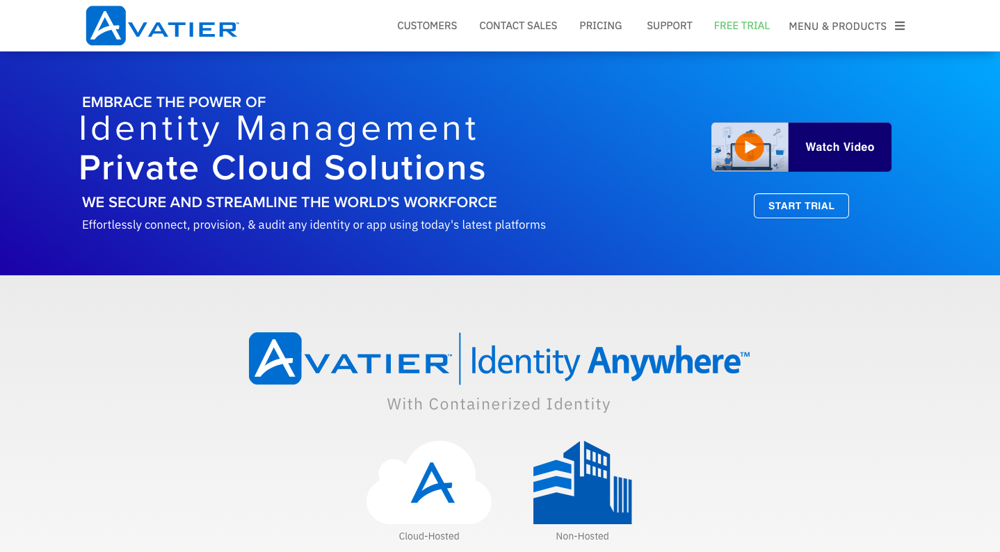 AVATIER™
CUSTOMERS
CONTACT SALES
PRICING
SUPPORT
FREE TRIAL
MENU & PRODUCTS
EMBRACE THE POWER OF
Identity Management
Private Cloud Solutions
WE SECURE AND STREAMLINE THE WORLD'S WORKFORCE
Effortlessly connect, provision, & audit any identity or app using today's latest platforms
Watch Video
START TRIAL
AVATIER™ | Identity Anywhere™
With Containerized Identity
A
Cloud-Hosted
Non-Hosted